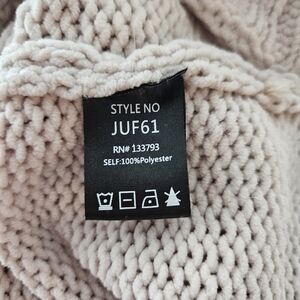 STYLE NO
JUF61
RN# 133793
SELF:100%Polyester